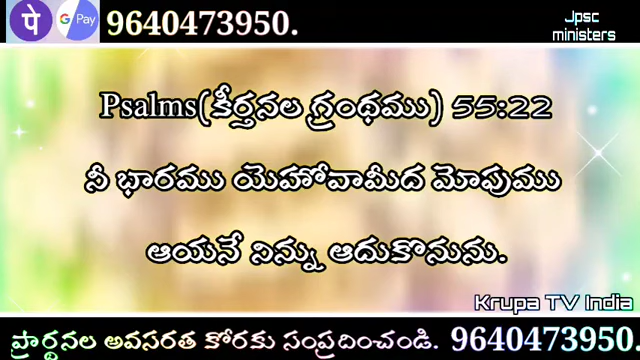 पे G Pay 9640473950.
Jpsc
ministers
Psalms(కీర్తనల గ్రంథము) 55:22
నీ భారము యెహోవామీద మోపుము
ఆయనే నిన్ను ఆదుకొనును.
Krupa TV India
ప్రార్థనల అవసరత కోరకు సంప్రదించండి. 9640473950.